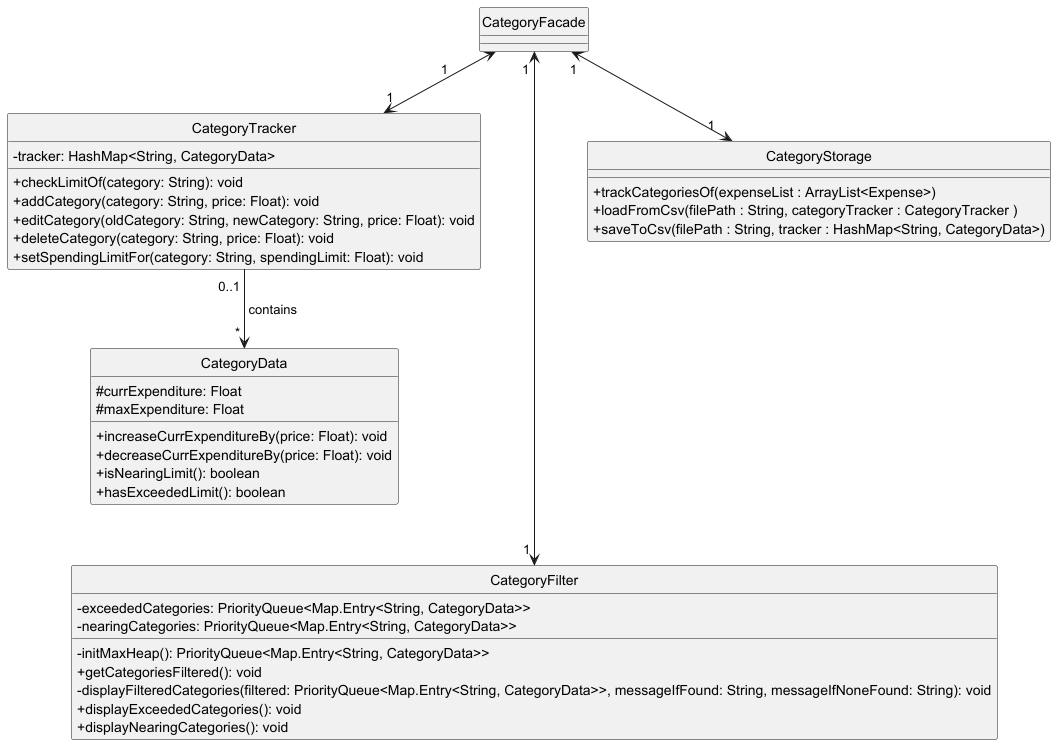 CategoryFacade
1
1
1
1
1
CategoryTracker
-tracker: HashMap<String, CategoryData>
+checkLimitOf(category: String): void
+addCategory(category: String, price: Float): void
+editCategory(oldCategory: String, newCategory: String, price: Float): void
+deleteCategory(category: String, price: Float): void
+setSpendingLimitFor(category: String, spendingLimit: Float): void
CategoryStorage
+trackCategoriesOf(expenseList : ArrayList<Expense>)
+loadFromCsv(filePath : String, categoryTracker : CategoryTracker )
+saveToCsv(filePath : String, tracker : HashMap<String, CategoryData>)
0..1
contains
*
CategoryData
#currExpenditure: Float
#maxExpenditure: Float
+increaseCurrExpenditureBy(price: Float): void
+decreaseCurrExpenditureBy(price: Float): void
+isNearingLimit(): boolean
+hasExceededLimit(): boolean
1
CategoryFilter
-exceededCategories: PriorityQueue<Map.Entry<String, CategoryData>>
-nearingCategories: PriorityQueue<Map.Entry<String, CategoryData>>
-initMaxHeap(): PriorityQueue<Map.Entry<String, CategoryData>>
+getCategoriesFiltered(): void
-displayFilteredCategories(filtered: PriorityQueue<Map.Entry<String, CategoryData>>, messageIfFound: String, messageIfNoneFound: String): void
+displayExceededCategories(): void
+displayNearingCategories(): void